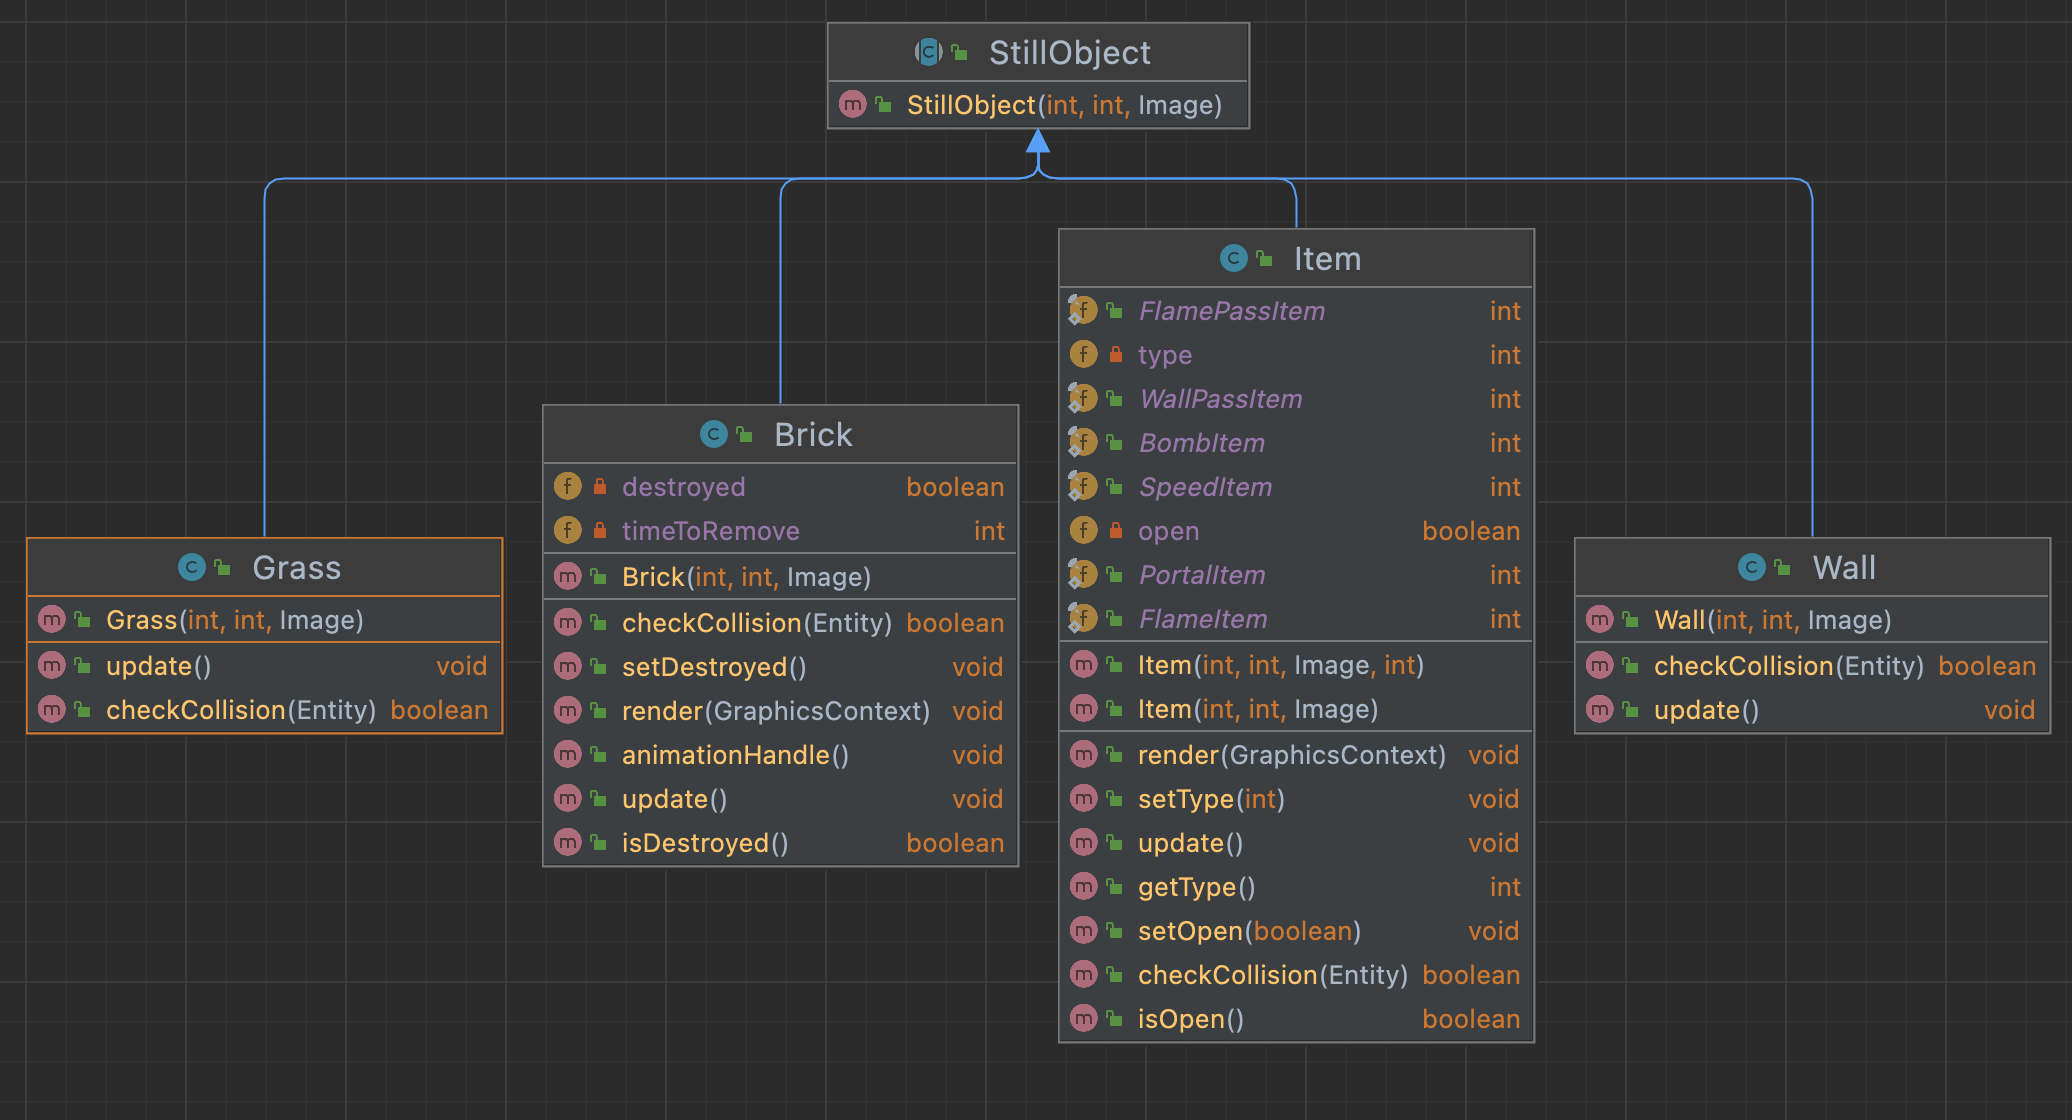 StillObject
StillObject(int, int, Image)
Grass
Grass(int, int, Image)
update() void
checkCollision(Entity) boolean
Brick
destroyed boolean
timeToRemove int
Brick(int, int, Image)
checkCollision(Entity) boolean
setDestroyed() void
render(GraphicsContext) void
animationHandle() void
update() void
isDestroyed() boolean
Item
FlamePassItem int
type int
WallPassItem int
BombItem int
SpeedItem int
open boolean
PortalItem int
FlameItem int
Item(int, int, Image, int)
Item(int, int, Image)
render(GraphicsContext) void
setType(int) void
update() void
getType() int
setOpen(boolean) void
checkCollision(Entity) boolean
isOpen() boolean
Wall
Wall(int, int, Image)
checkCollision(Entity) boolean
update() void